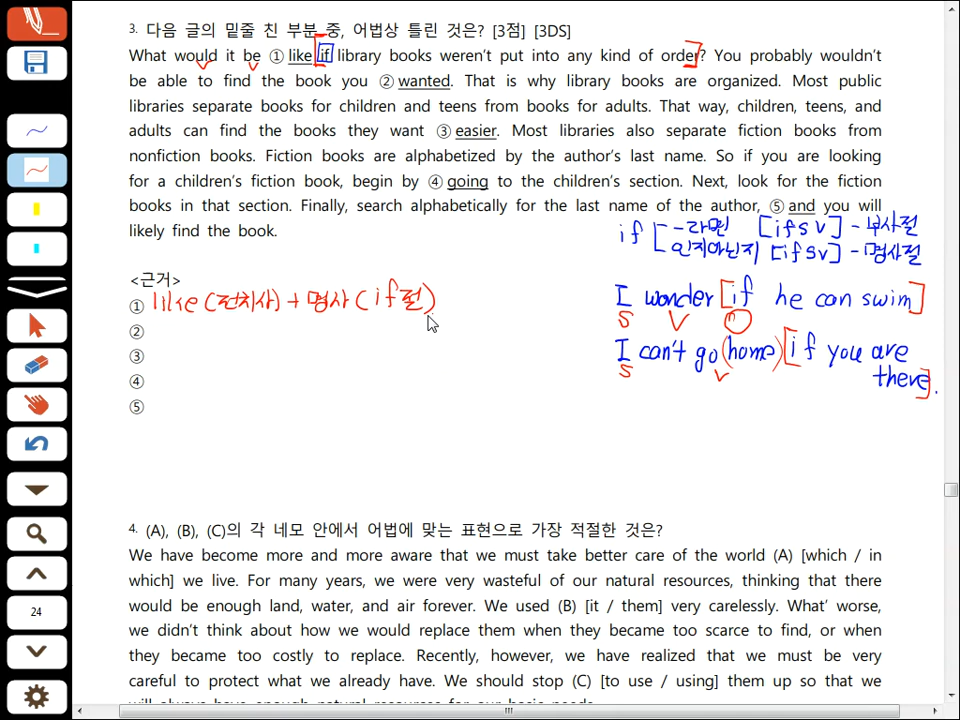 3. 다음 글의 밑줄 친 부분 중, 어법상 틀린 것은? [3점] [3DS]
What would it be ① like if library books weren't put into any kind of order? You probably wouldn't
be able to find the book you ② wanted. That is why library books are organized. Most public
libraries separate books for children and teens from books for adults. That way, children, teens, and
adults can find the books they want ③ easier. Most libraries also separate fiction books from
nonfiction books. Fiction books are alphabetized by the author's last name. So if you are looking
for a children's fiction book, begin by ④ going to the children's section. Next, look for the fiction
books in that section. Finally, search alphabetically for the last name of the author, ⑤ and you will
likely find the book.
if [ -라면 [if s v] - 부사절
인지아닌지 [if s v] - 명사절
<근거>
① like (전치사) + 명사 (if절)
②
③
④
⑤
I wonder [if he can swim]
S V n
I can't go (home) [if you are
there].
S V
4. (A), (B), (C)의 각 네모 안에서 어법에 맞는 표현으로 가장 적절한 것은?
We have become more and more aware that we must take better care of the world (A) [which / in
which] we live. For many years, we were very wasteful of our natural resources, thinking that there
would be enough land, water, and air forever. We used (B) [it / them] very carelessly. What' worse,
we didn't think about how we would replace them when they became too scarce to find, or when
they became too costly to replace. Recently, however, we have realized that we must be very
careful to protect what we already have. We should stop (C) [to use / using] them up so that we
will always have enough natural resources for our basic needs.
24